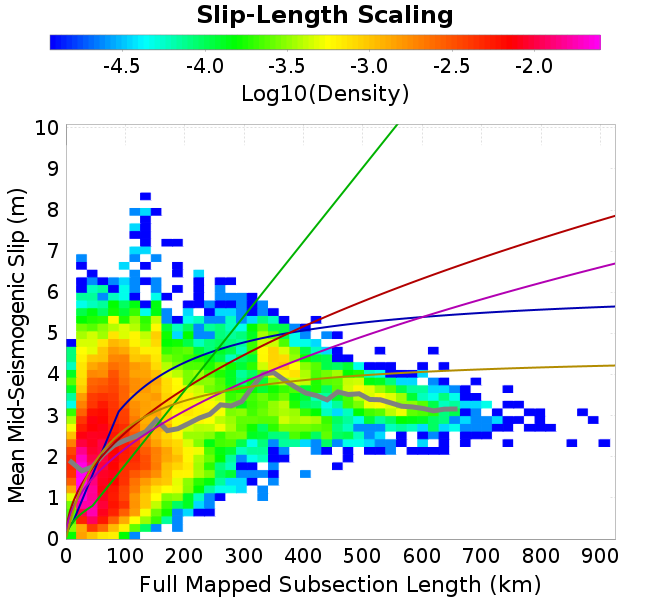 Slip-Length Scaling
-4.5 -4.0 -3.5 -3.0 -2.5 -2.0
Log10(Density)
10
9
8
7
6
5
4
3
2
1
0
Mean Mid-Seismogenic Slip (m)
0 100 200 300 400 500 600 700 800 900
Full Mapped Subsection Length (km)